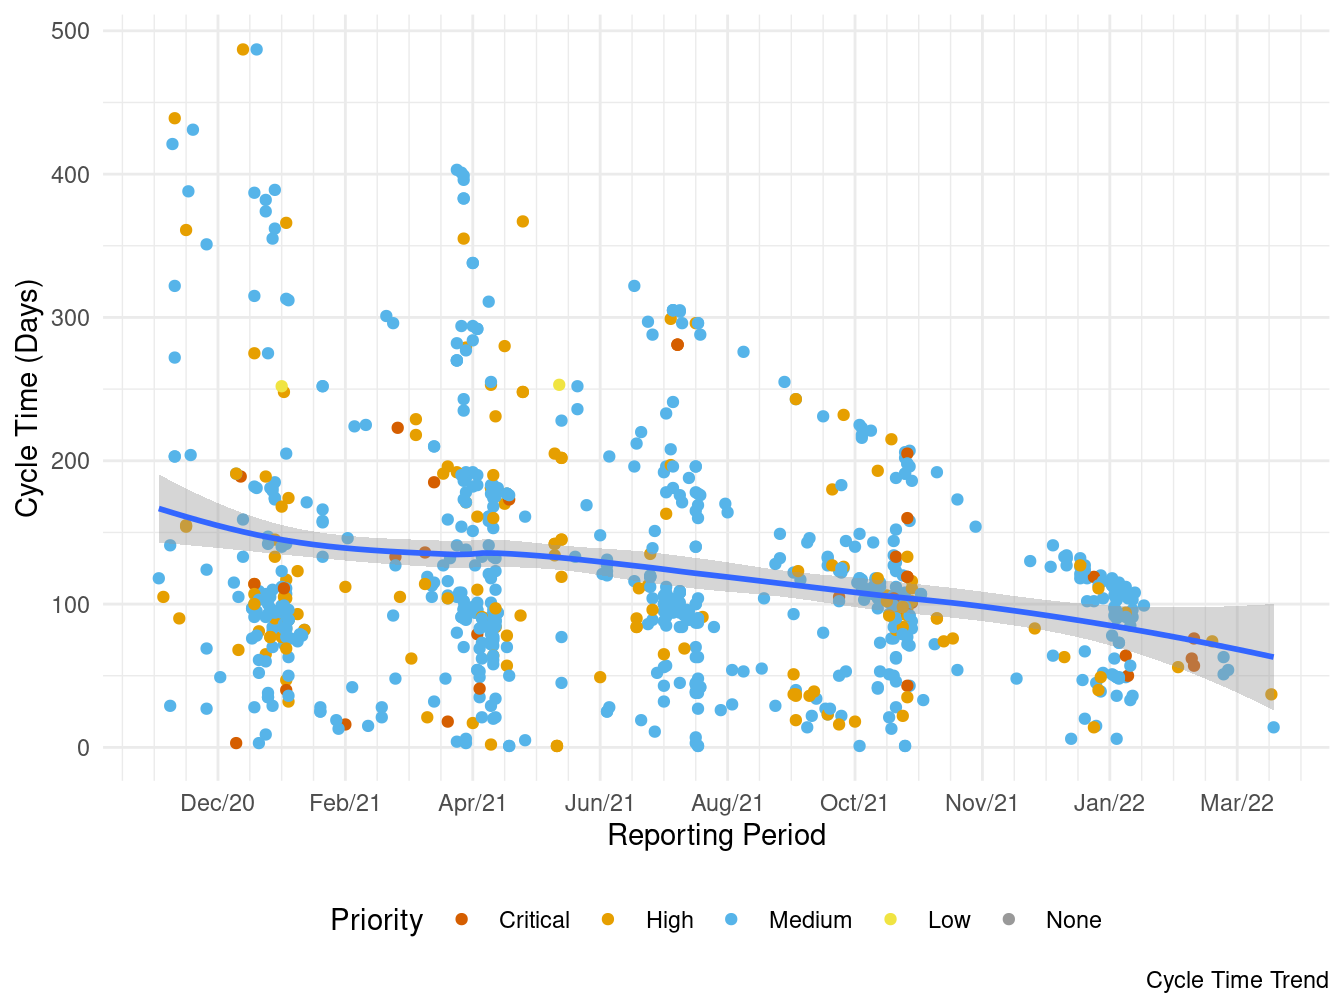 500
400
300
200
100
0
Cycle Time (Days)
Dec/20 Feb/21 Apr/21 Jun/21 Aug/21 Oct/21 Nov/21 Jan/22 Mar/22
Reporting Period
Priority Critical High Medium Low None
Cycle Time Trend